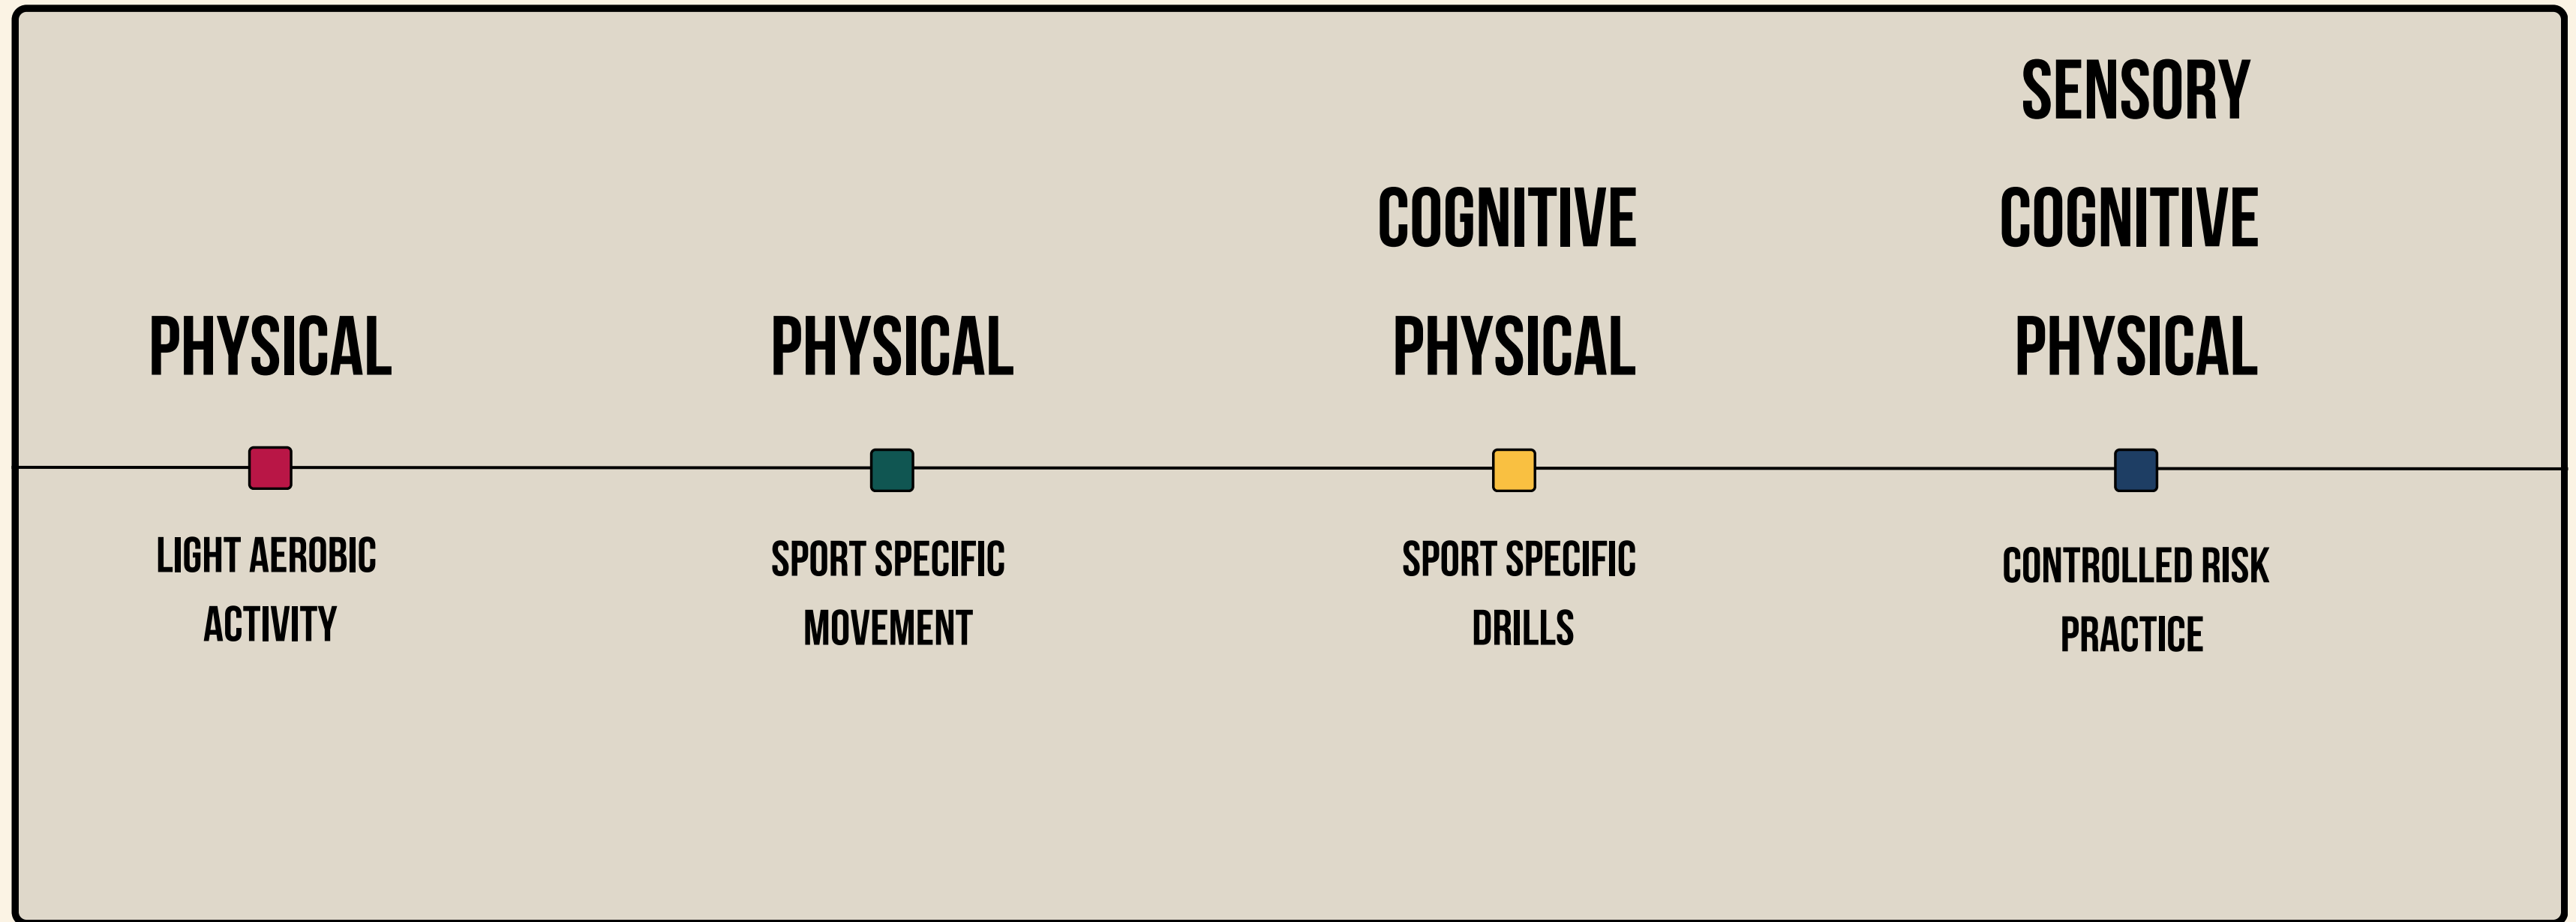 SENSORY
COGNITIVE
COGNITIVE
PHYSICAL
PHYSICAL
PHYSICAL
PHYSICAL
LIGHT AEROBIC
ACTIVITY
SPORT SPECIFIC
MOVEMENT
SPORT SPECIFIC
DRILLS
CONTROLLED RISK
PRACTICE